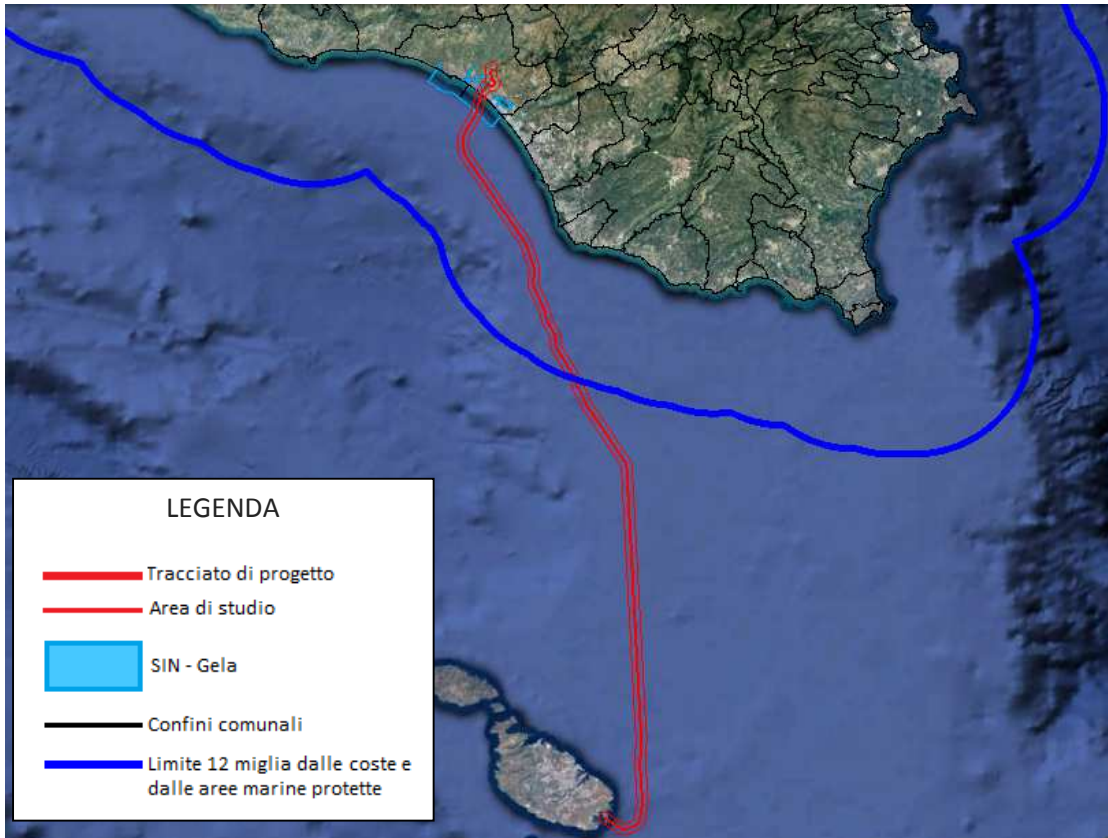 LEGENDA
Tracciato di progetto
Area di studio
SIN - Gela
Confini comunali
Limite 12 miglia dalle coste e
dalle aree marine protette